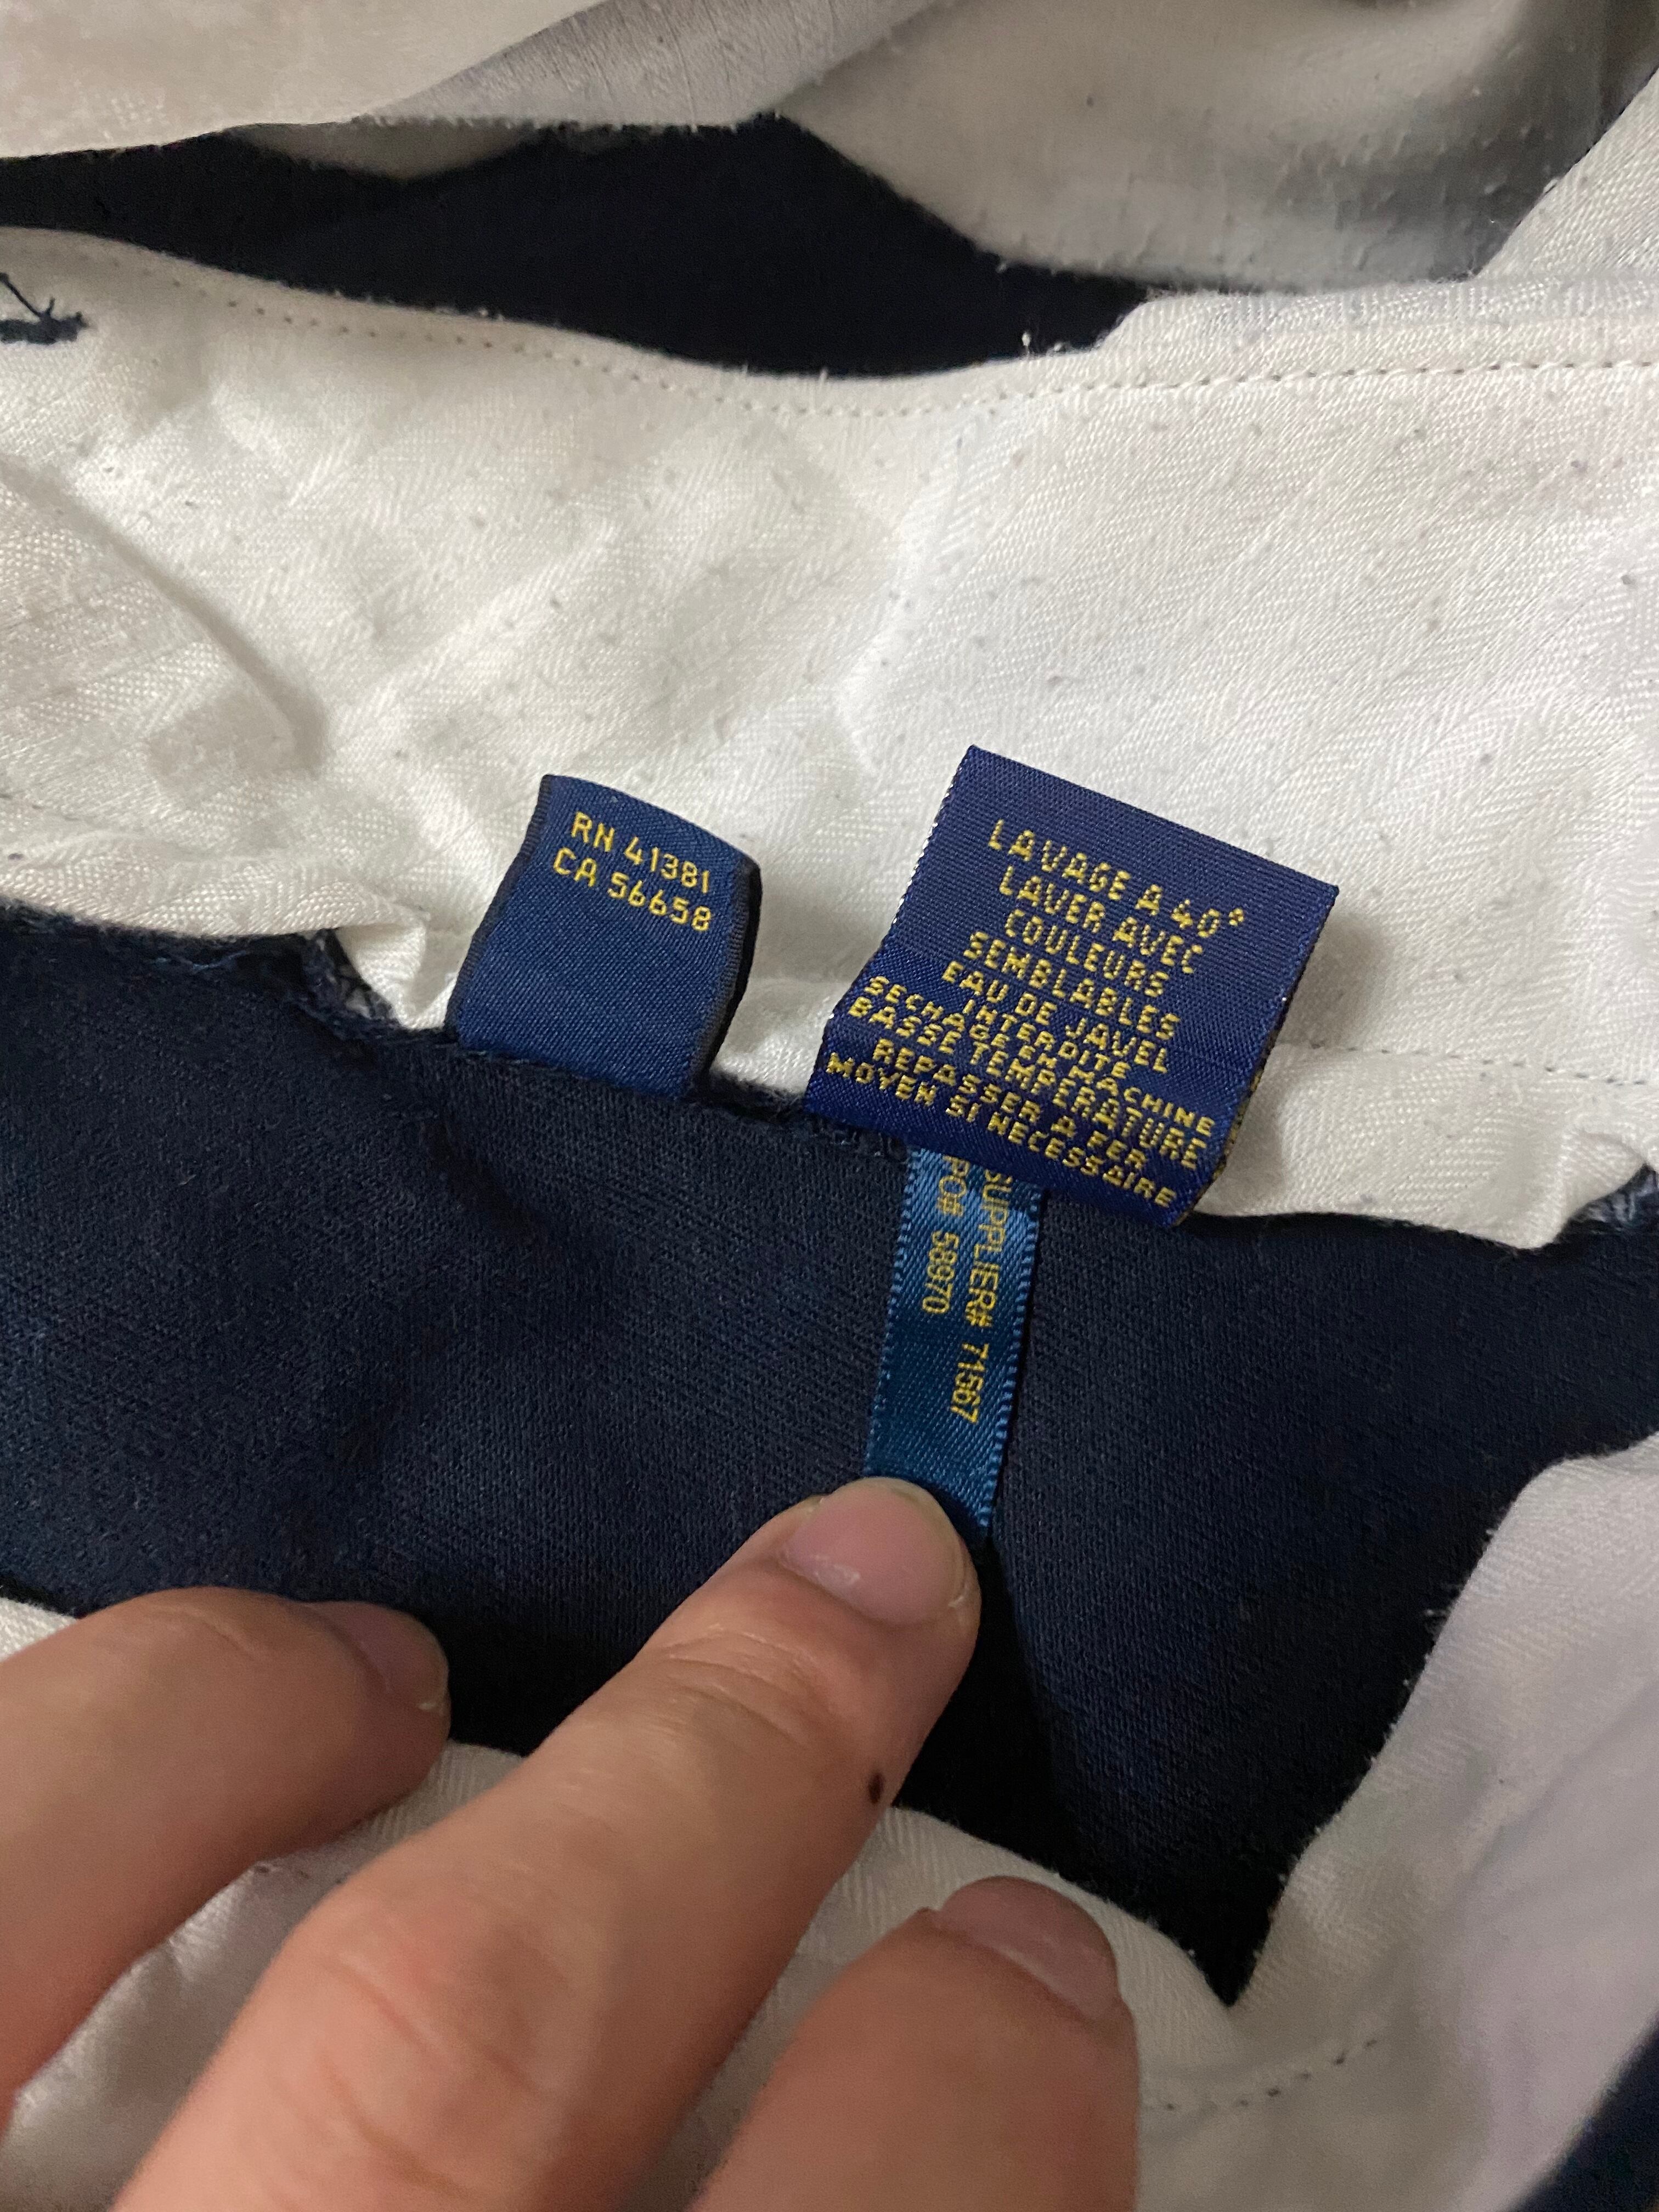 RN 41381
CA 56658
LAVAGE A 40°
LAVER AVEC
COULEURS
SEMBLABLES
EAU DE JAVEL
INTERDITE
SECHAGE MACHINE
BASSE TEMPERATURE
REPASSER A FER
MOYEN SI NECESSAIRE
SUPPLIER# 71567
PO# 58970